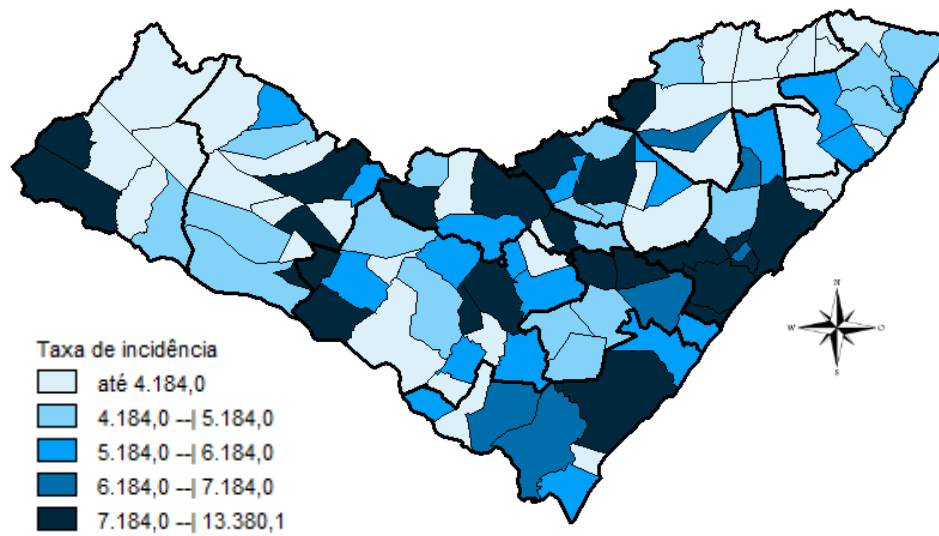 N
W
O
S
Taxa de incidência
até 4.184,0
4.184,0 --| 5.184,0
5.184,0 --| 6.184,0
6.184,0 --| 7.184,0
7.184,0 --| 13.380,1